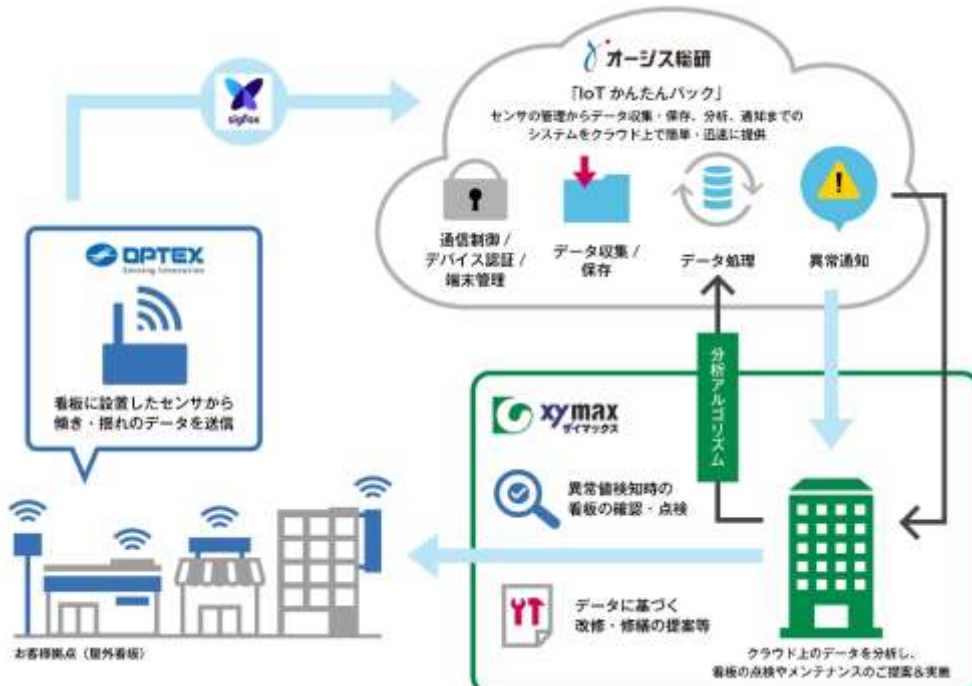 sigfox
オージス総研
「IoT かんたんパック」
センサの管理からデータ収集・保存、分析、通知までの
システムをクラウド上で簡単・迅速に提供
通信制御 /
デバイス認証 /
端末管理
データ収集 /
保存
データ処理
異常通知
OPTEX
Sensing Innovation
看板に設置したセンサから
傾き・揺れのデータを送信
お客様拠点（屋外看板）
分析アルゴリズム
xymax
ザイマックス
異常値検知時の
看板の確認・点検
データに基づく
改修・修繕の提案等
クラウド上のデータを分析し、
看板の点検やメンテナンスのご提案＆実施